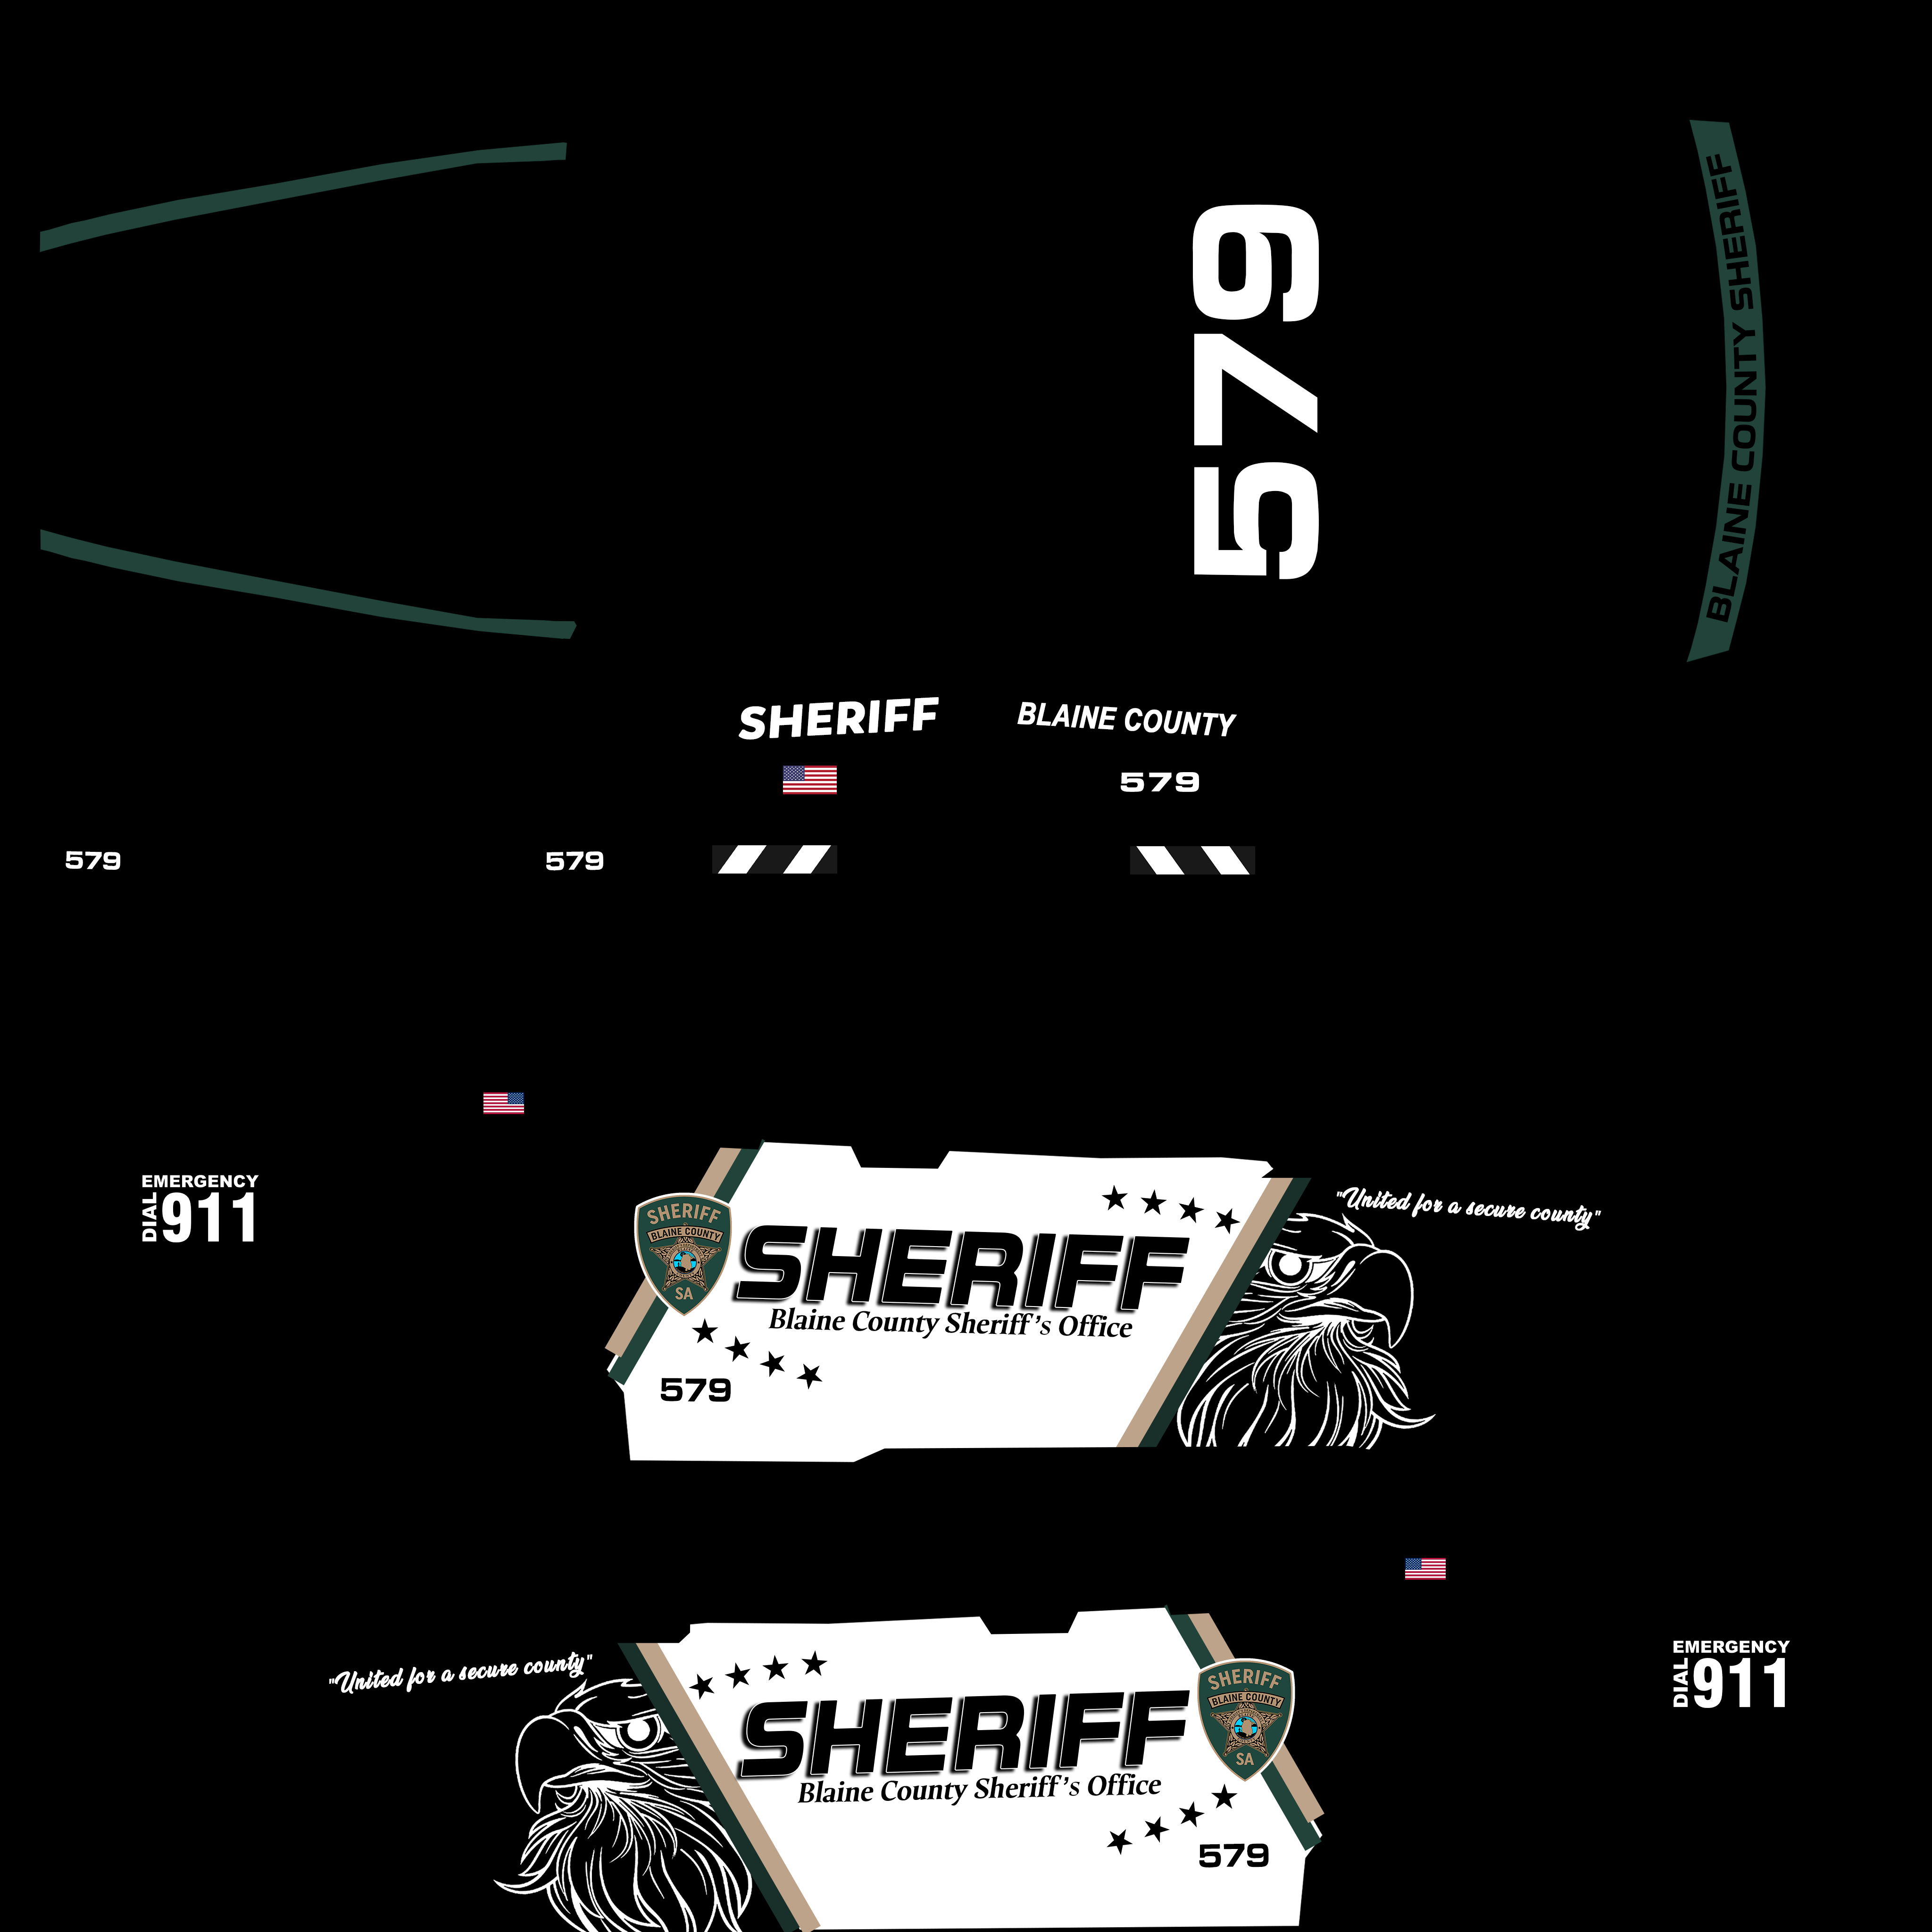 579
BLAINE COUNTY SHERIFF
SHERIFF
BLAINE COUNTY
579
579
579
EMERGENCY
DIAL
911
"United for a secure county"
SHERIFF
BLAINE COUNTY
SA
SHERIFF
Blaine County Sheriff's Office
579
"United for a secure county"
EMERGENCY
DIAL
911
SHERIFF
Blaine County Sheriff's Office
SHERIFF
BLAINE COUNTY
SA
579